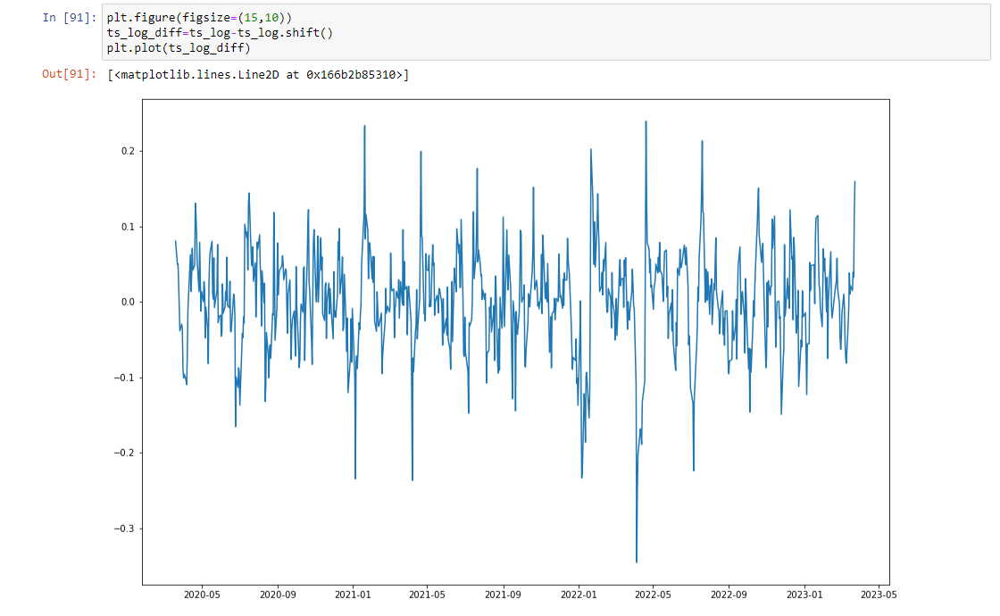 In [91]: plt.figure(figsize=(15,10))
ts_log_diff=ts_log-ts_log.shift()
plt.plot(ts_log_diff)
Out[91]: [<matplotlib.lines.Line2D at 0x166b2b85310>]
0.2
0.1
0.0
−0.1
−0.2
−0.3
2020-05 2020-09 2021-01 2021-05 2021-09 2022-01 2022-05 2022-09 2023-01 2023-05